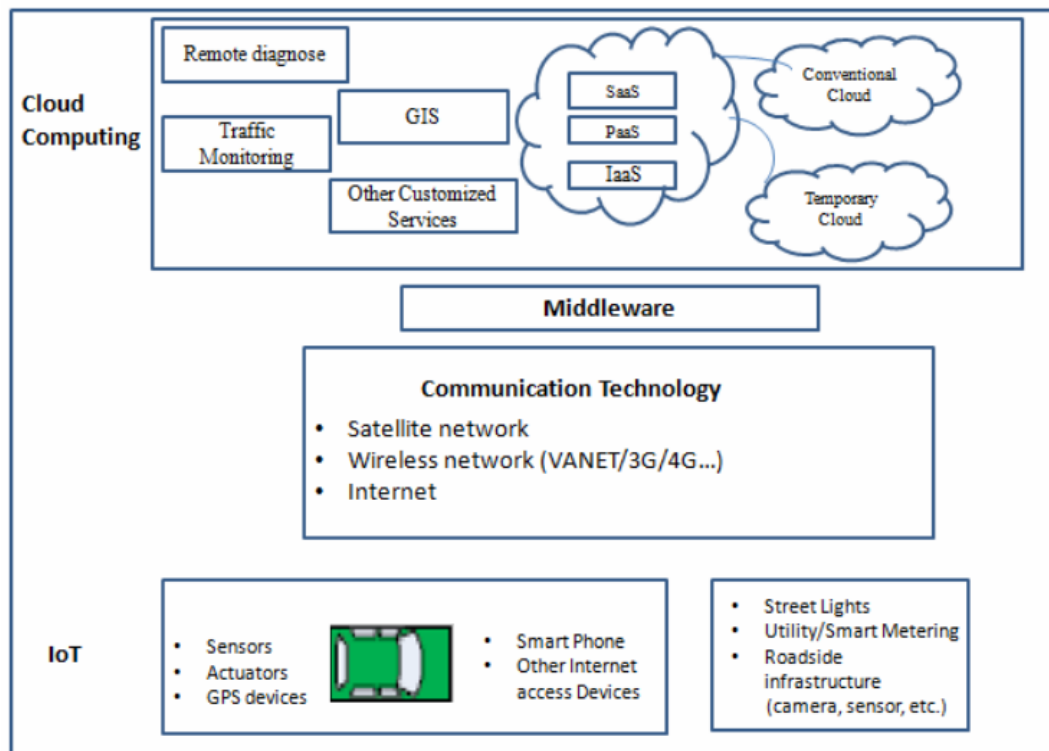 Cloud
Computing
Remote diagnose
Traffic
Monitoring
GIS
Other Customized
Services
SaaS
PaaS
IaaS
Conventional
Cloud
Temporary
Cloud
Middleware
Communication Technology
• Satellite network
• Wireless network (VANET/3G/4G...)
• Internet
IoT
• Sensors
• Actuators
• GPS devices
• Smart Phone
• Other Internet
access Devices
• Street Lights
• Utility/Smart Metering
• Roadside
infrastructure
(camera, sensor, etc.)